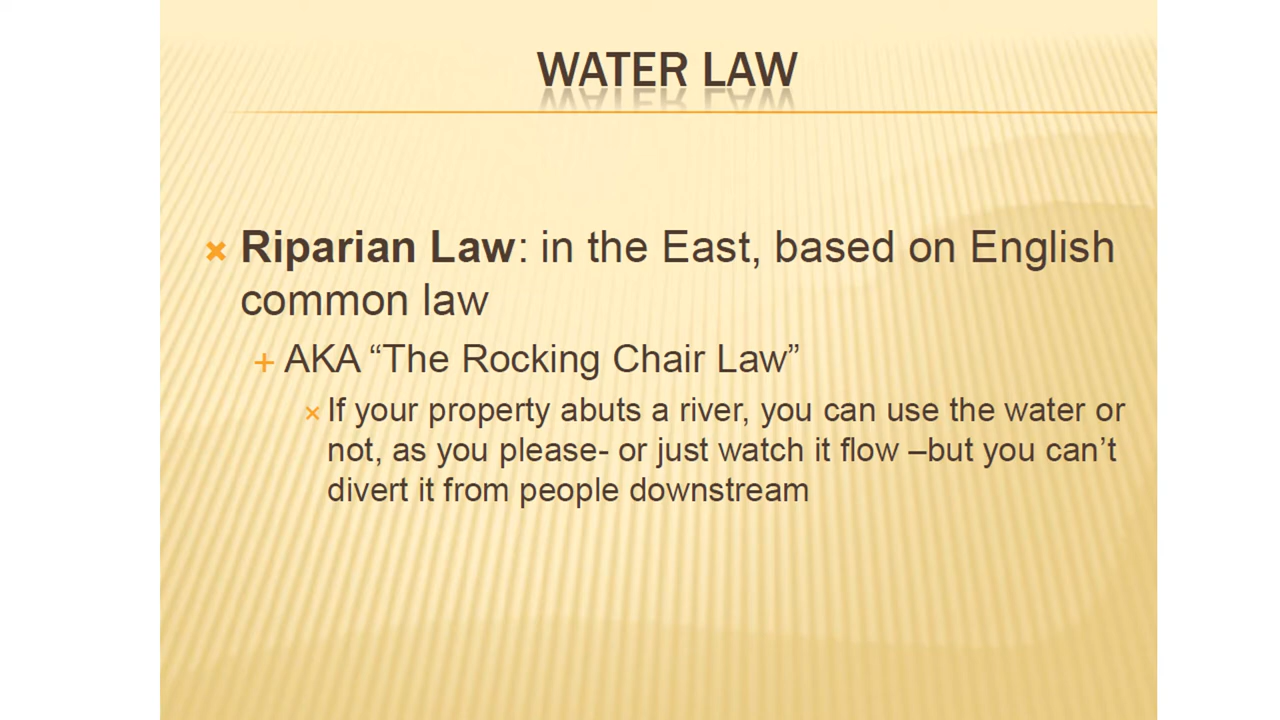 WATER LAW
Riparian Law: in the East, based on English
common law
AKA “The Rocking Chair Law”
If your property abuts a river, you can use the water or
not, as you please- or just watch it flow –but you can’t
divert it from people downstream